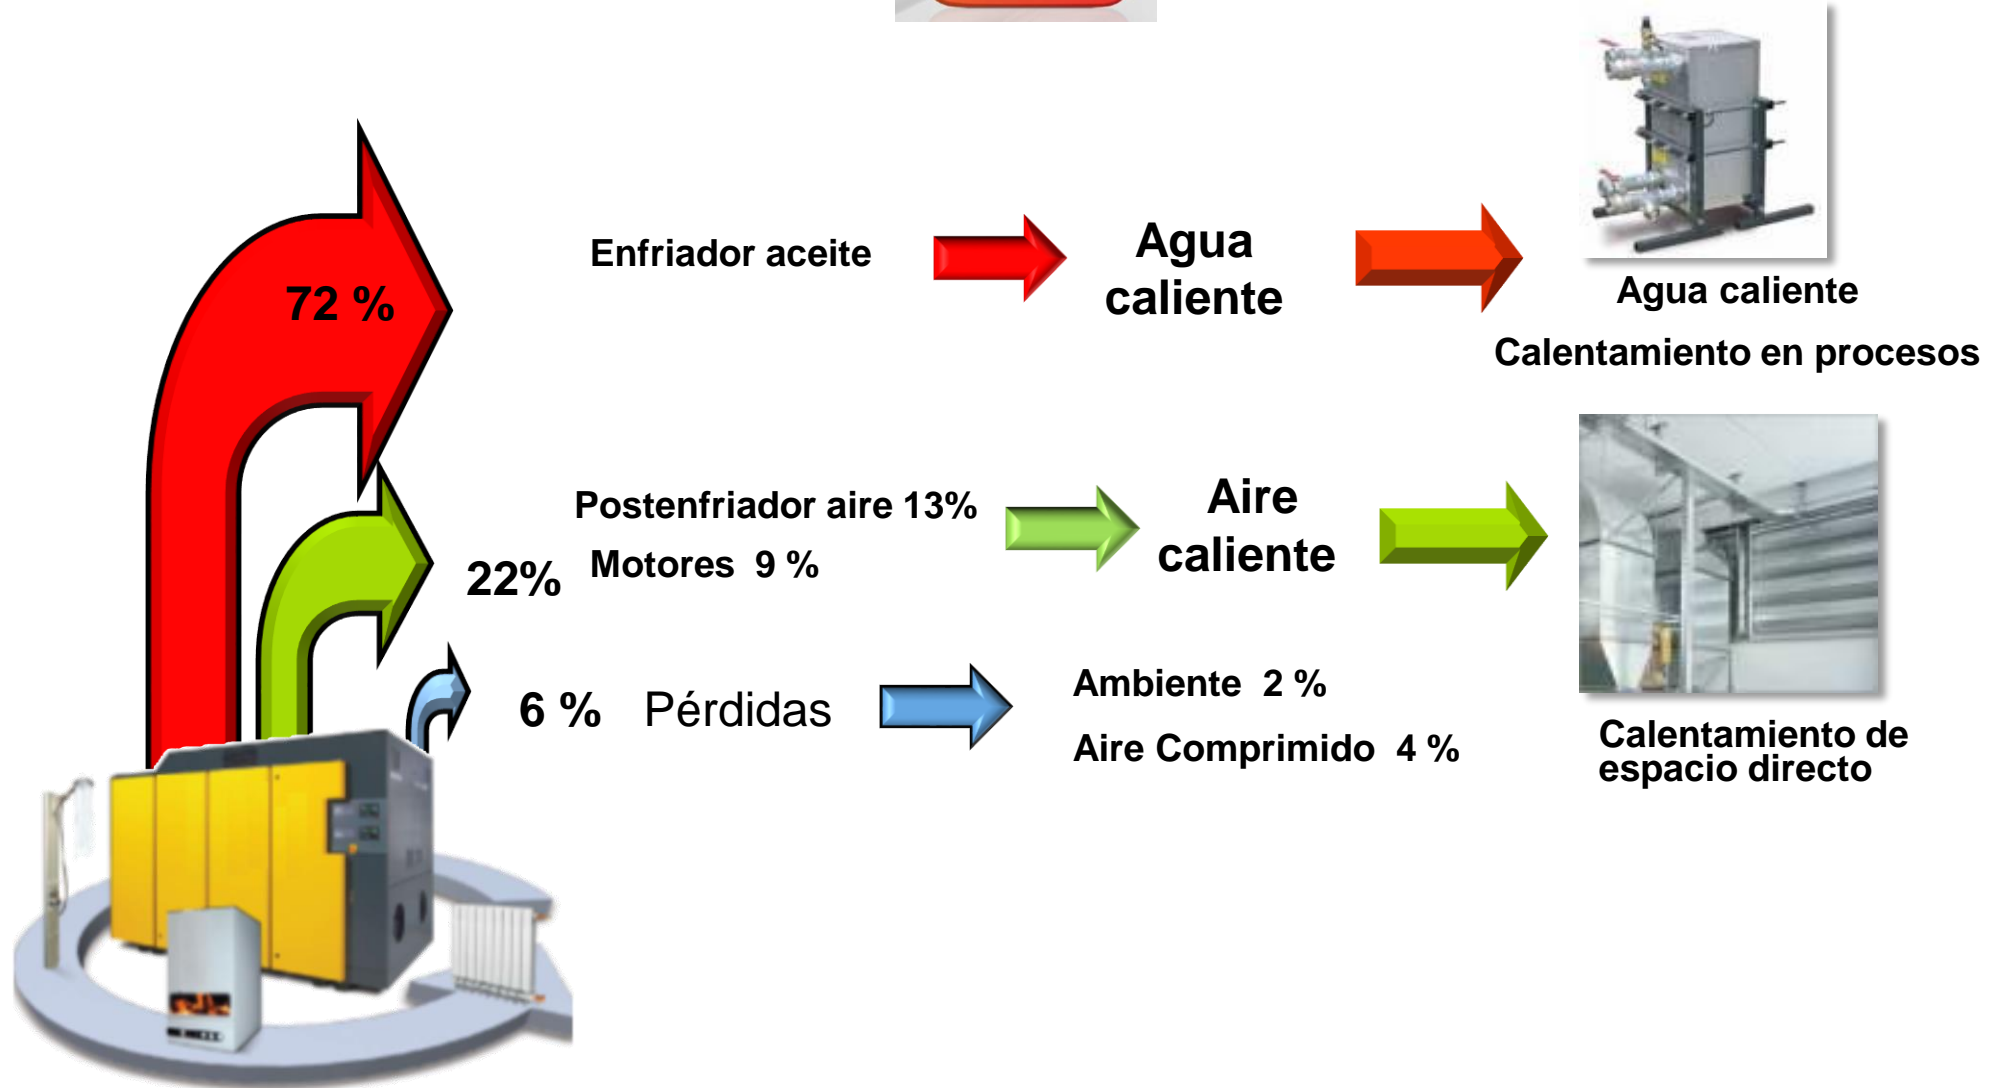 72 %
Enfriador aceite
Agua
caliente
Agua caliente
Calentamiento en procesos
22%
Postenfriador aire 13%
Motores 9 %
Aire
caliente
Calentamiento de
espacio directo
6 %
Pérdidas
Ambiente 2 %
Aire Comprimido 4 %